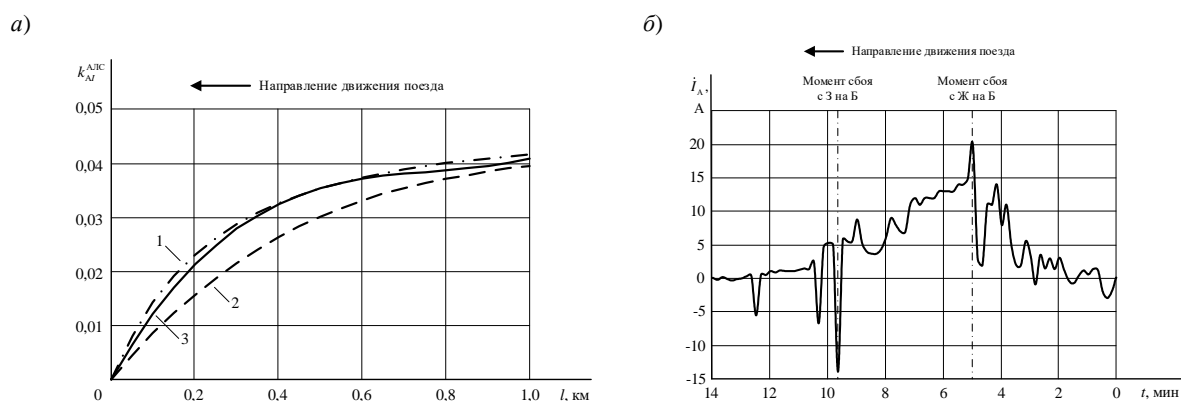 а)
k_АГ^АЛС
Направление движения поезда
0,05
0,04
0,03
0,02
0,01
1
2
3
0
0,2
0,4
0,6
0,8
1,0
l, км
б)
Направление движения поезда
İ_А,
А
Момент сбоя
с З на Б
Момент сбоя
с Ж на Б
20
15
10
5
0
-5
-10
-15
14
12
10
8
6
4
2
0
t, мин